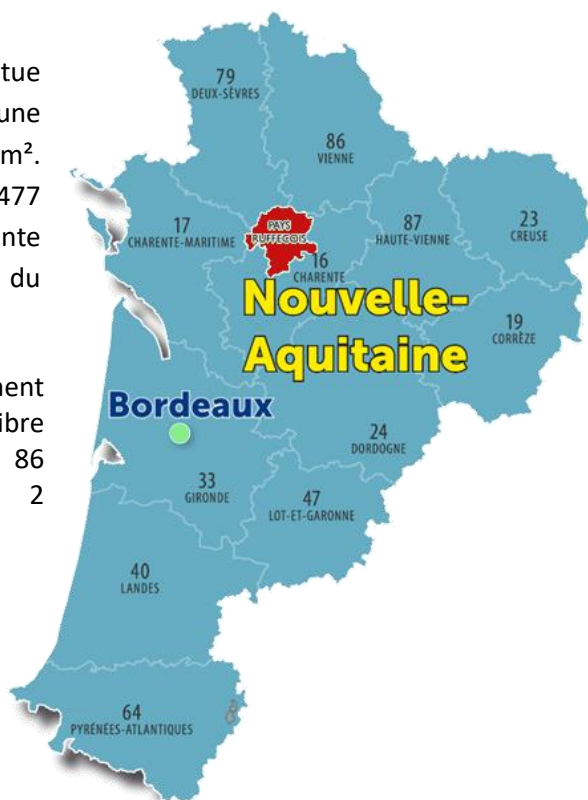 tue
une
m².
477
nte
du
ment
ibre
86
2
79
DEUX-SÈVRES
86
VIENNE
17
CHARENTE-MARITIME
PAYS
RUFFECOIS
16
CHARENTE
87
HAUTE-VIENNE
23
CREUSE
Nouvelle-
Aquitaine
19
CORRÈZE
Bordeaux
24
DORDOGNE
33
GIRONDE
47
LOT-ET-GARONNE
40
LANDES
64
PYRÉNÉES-ATLANTIQUES